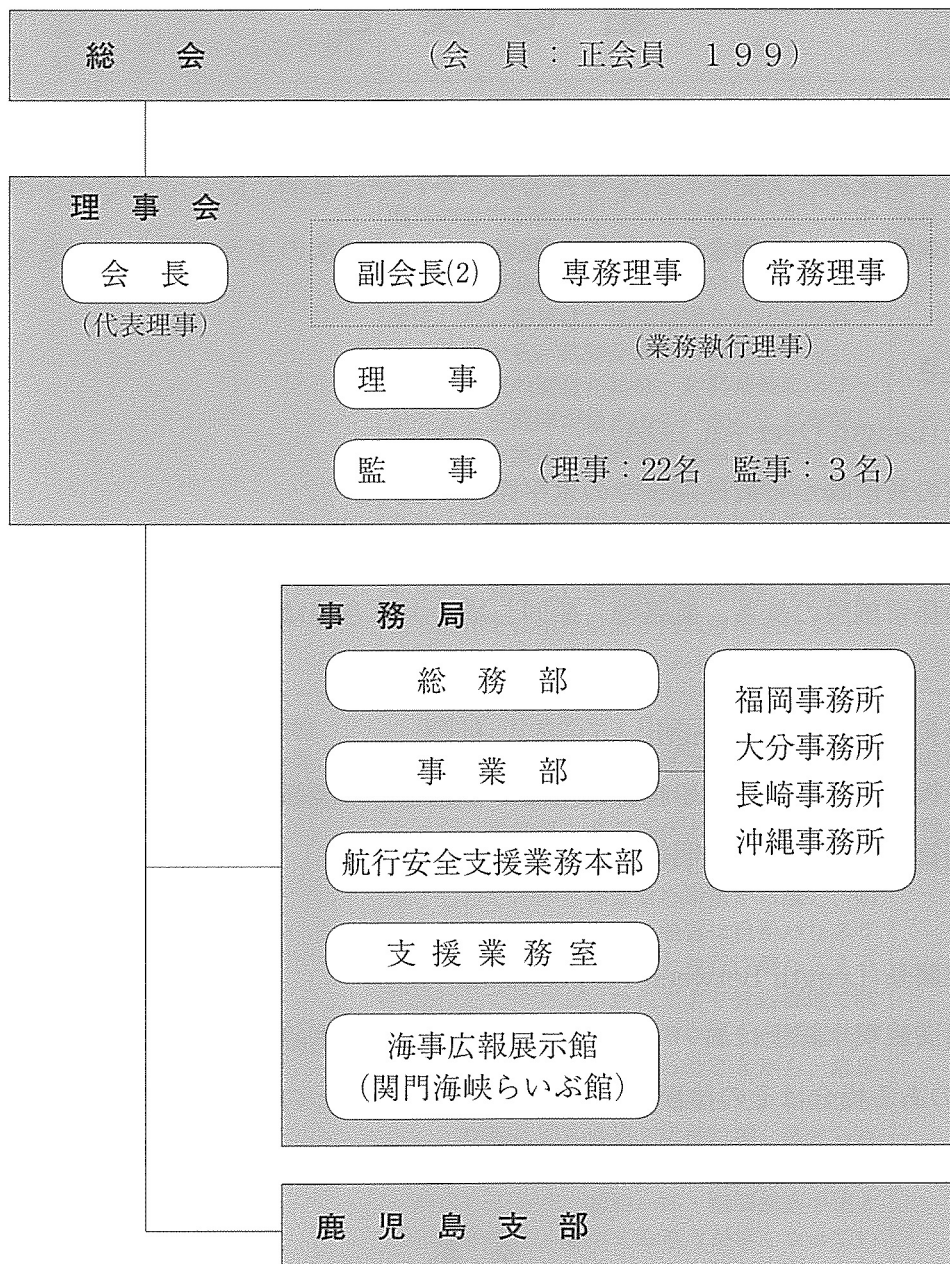 総会 (会員：正会員 199)
理事会
会長 副会長(2) 専務理事 常務理事
(代表理事)
(業務執行理事)
理事
監事 (理事：22名 監事：3名)
事務局
総務部
事業部
航行安全支援業務本部
支援業務室
海事広報展示館
(関門海峡らいぶ館)
福岡事務所
大分事務所
長崎事務所
沖縄事務所
鹿児島支部